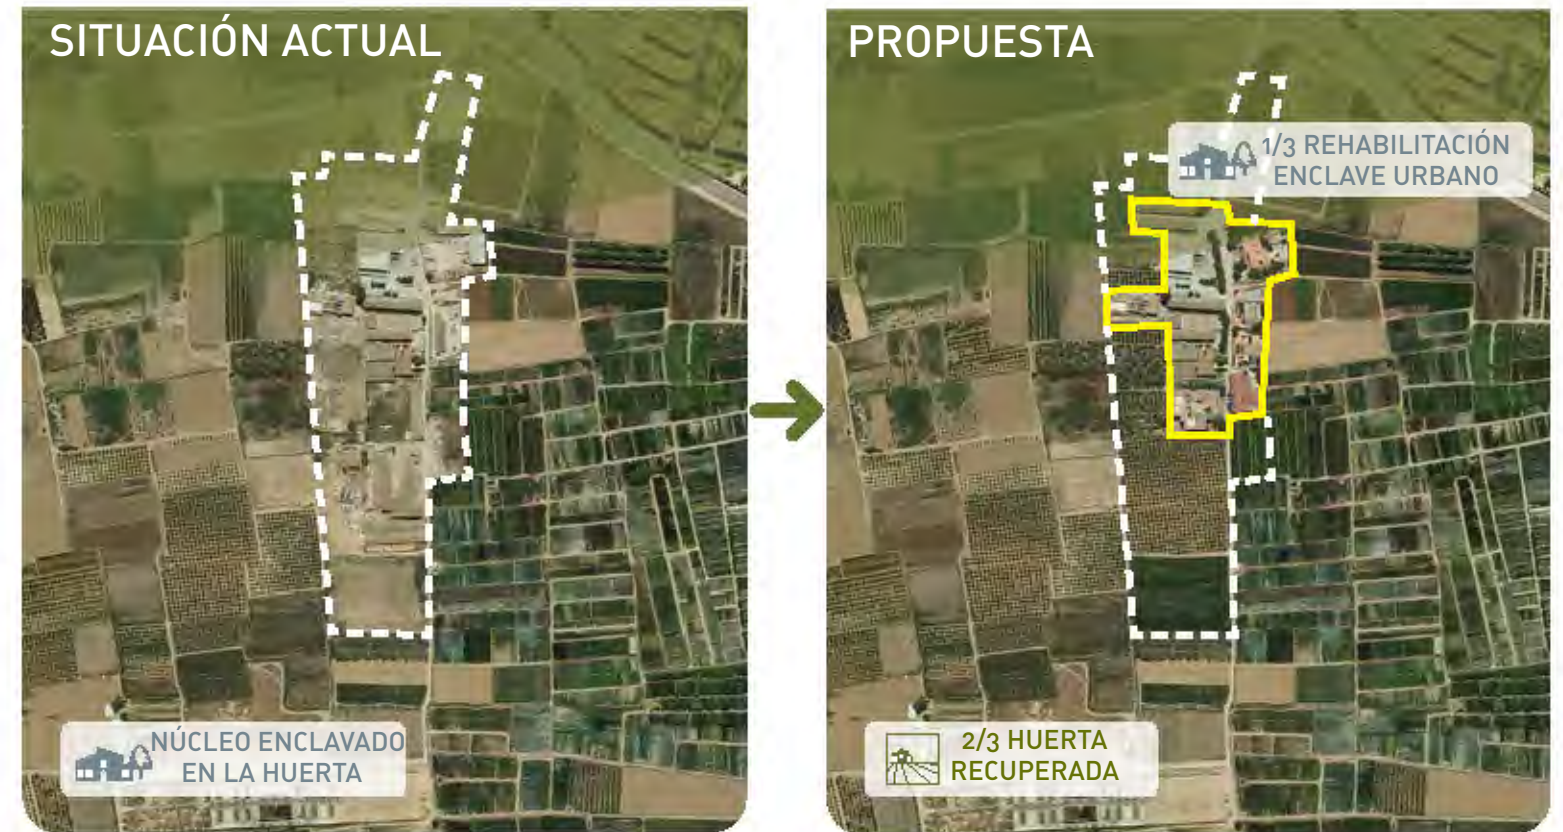 SITUACIÓN ACTUAL
NÚCLEO ENCLAVADO
EN LA HUERTA
PROPUESTA
1/3 REHABILITACIÓN
ENCLAVE URBANO
2/3 HUERTA
RECUPERADA